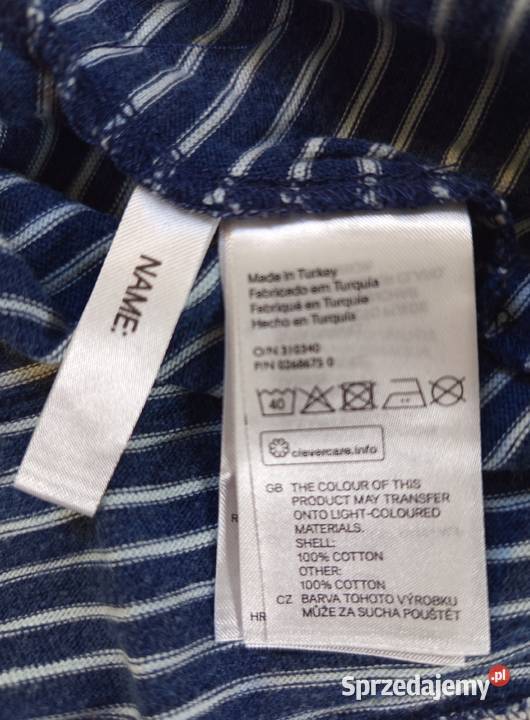 NAME:
Made in Turkey
Fabricado em Turquia
Fabriqué en Turquie
Hecho en Turquía
O/N 310340
P/N 0268675 0
40
clevercare.info
GB THE COLOUR OF THIS
PRODUCT MAY TRANSFER
ONTO LIGHT-COLOURED
MATERIALS.
SHELL:
100% COTTON
OTHER:
100% COTTON
CZ BARVA TOHOTO VÝROBKU
MŮŽE ZA SUCHA POUŠTĚT
R
HR
Sprzedajemy.pl